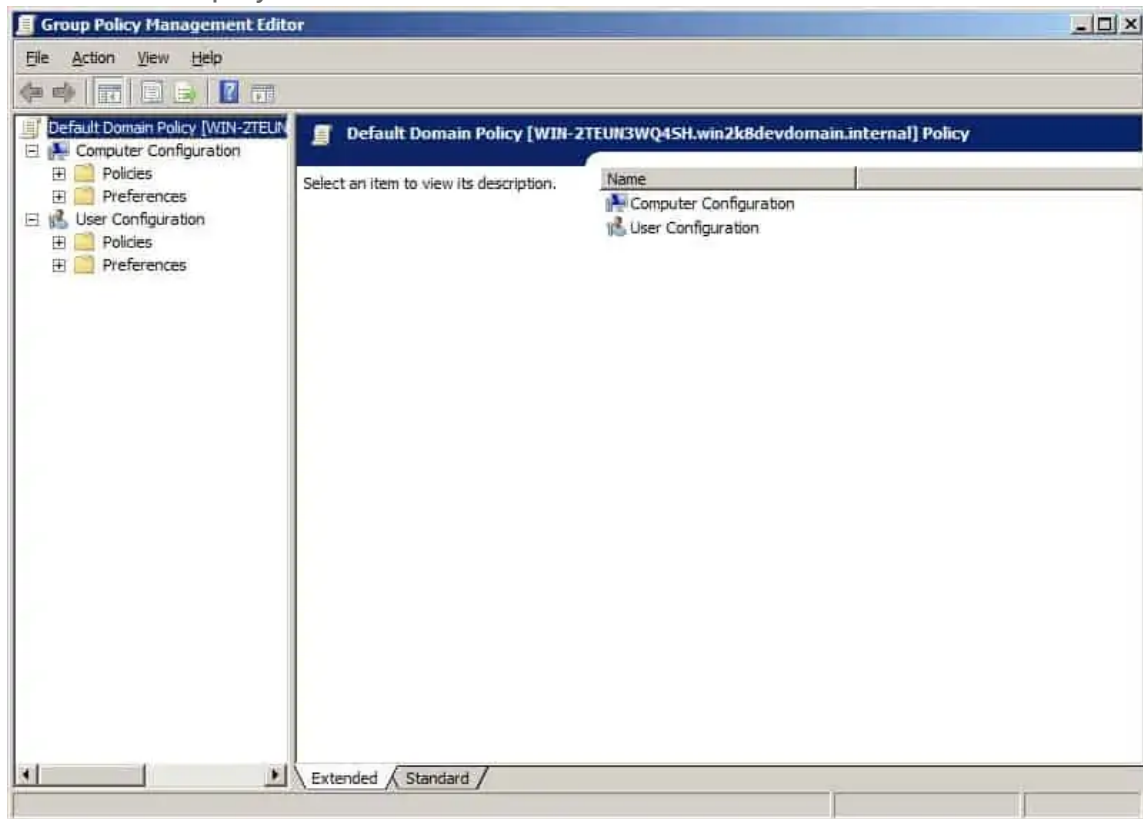 Group Policy Management Editor
File Action View Help
Default Domain Policy [WIN-2TEUN
Computer Configuration
Policies
Preferences
User Configuration
Policies
Preferences
Default Domain Policy [WIN-2TEUN3WQ4SH.win2k8devdomain.internal] Policy
Select an item to view its description.
Name
Computer Configuration
User Configuration
Extended Standard